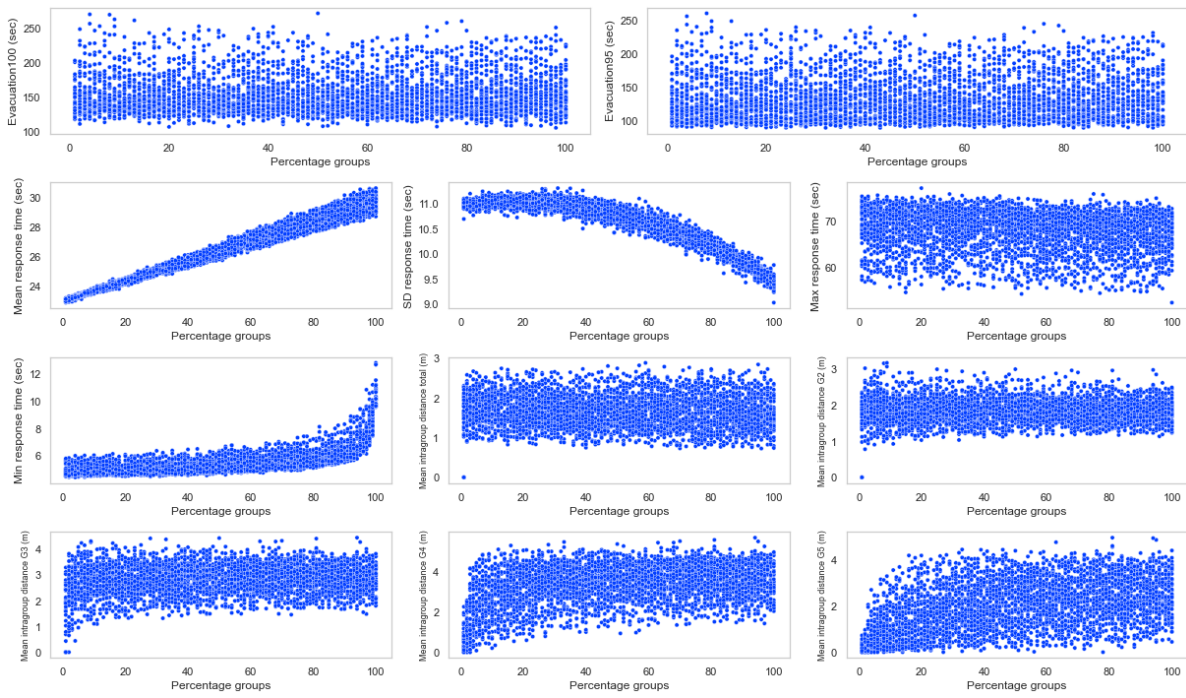 Evacuation100 (sec)
250
200
150
100
0 20 40 60 80 100
Percentage groups
Evacuation95 (sec)
250
200
150
100
0 20 40 60 80 100
Percentage groups
Mean response time (sec)
30
28
26
24
0 20 40 60 80 100
Percentage groups
SD response time (sec)
11.0
10.5
10.0
9.5
9.0
0 20 40 60 80 100
Percentage groups
Max response time (sec)
70
60
0 20 40 60 80 100
Percentage groups
Min response time (sec)
12
10
8
6
0 20 40 60 80 100
Percentage groups
Mean intragroup distance total (m)
3
2
1
0
0 20 40 60 80 100
Percentage groups
Mean intragroup distance G2 (m)
3
2
1
0
0 20 40 60 80 100
Percentage groups
Mean intragroup distance G3 (m)
4
3
2
1
0
0 20 40 60 80 100
Percentage groups
Mean intragroup distance G4 (m)
4
2
0
0 20 40 60 80 100
Percentage groups
Mean intragroup distance G5 (m)
4
2
0
0 20 40 60 80 100
Percentage groups